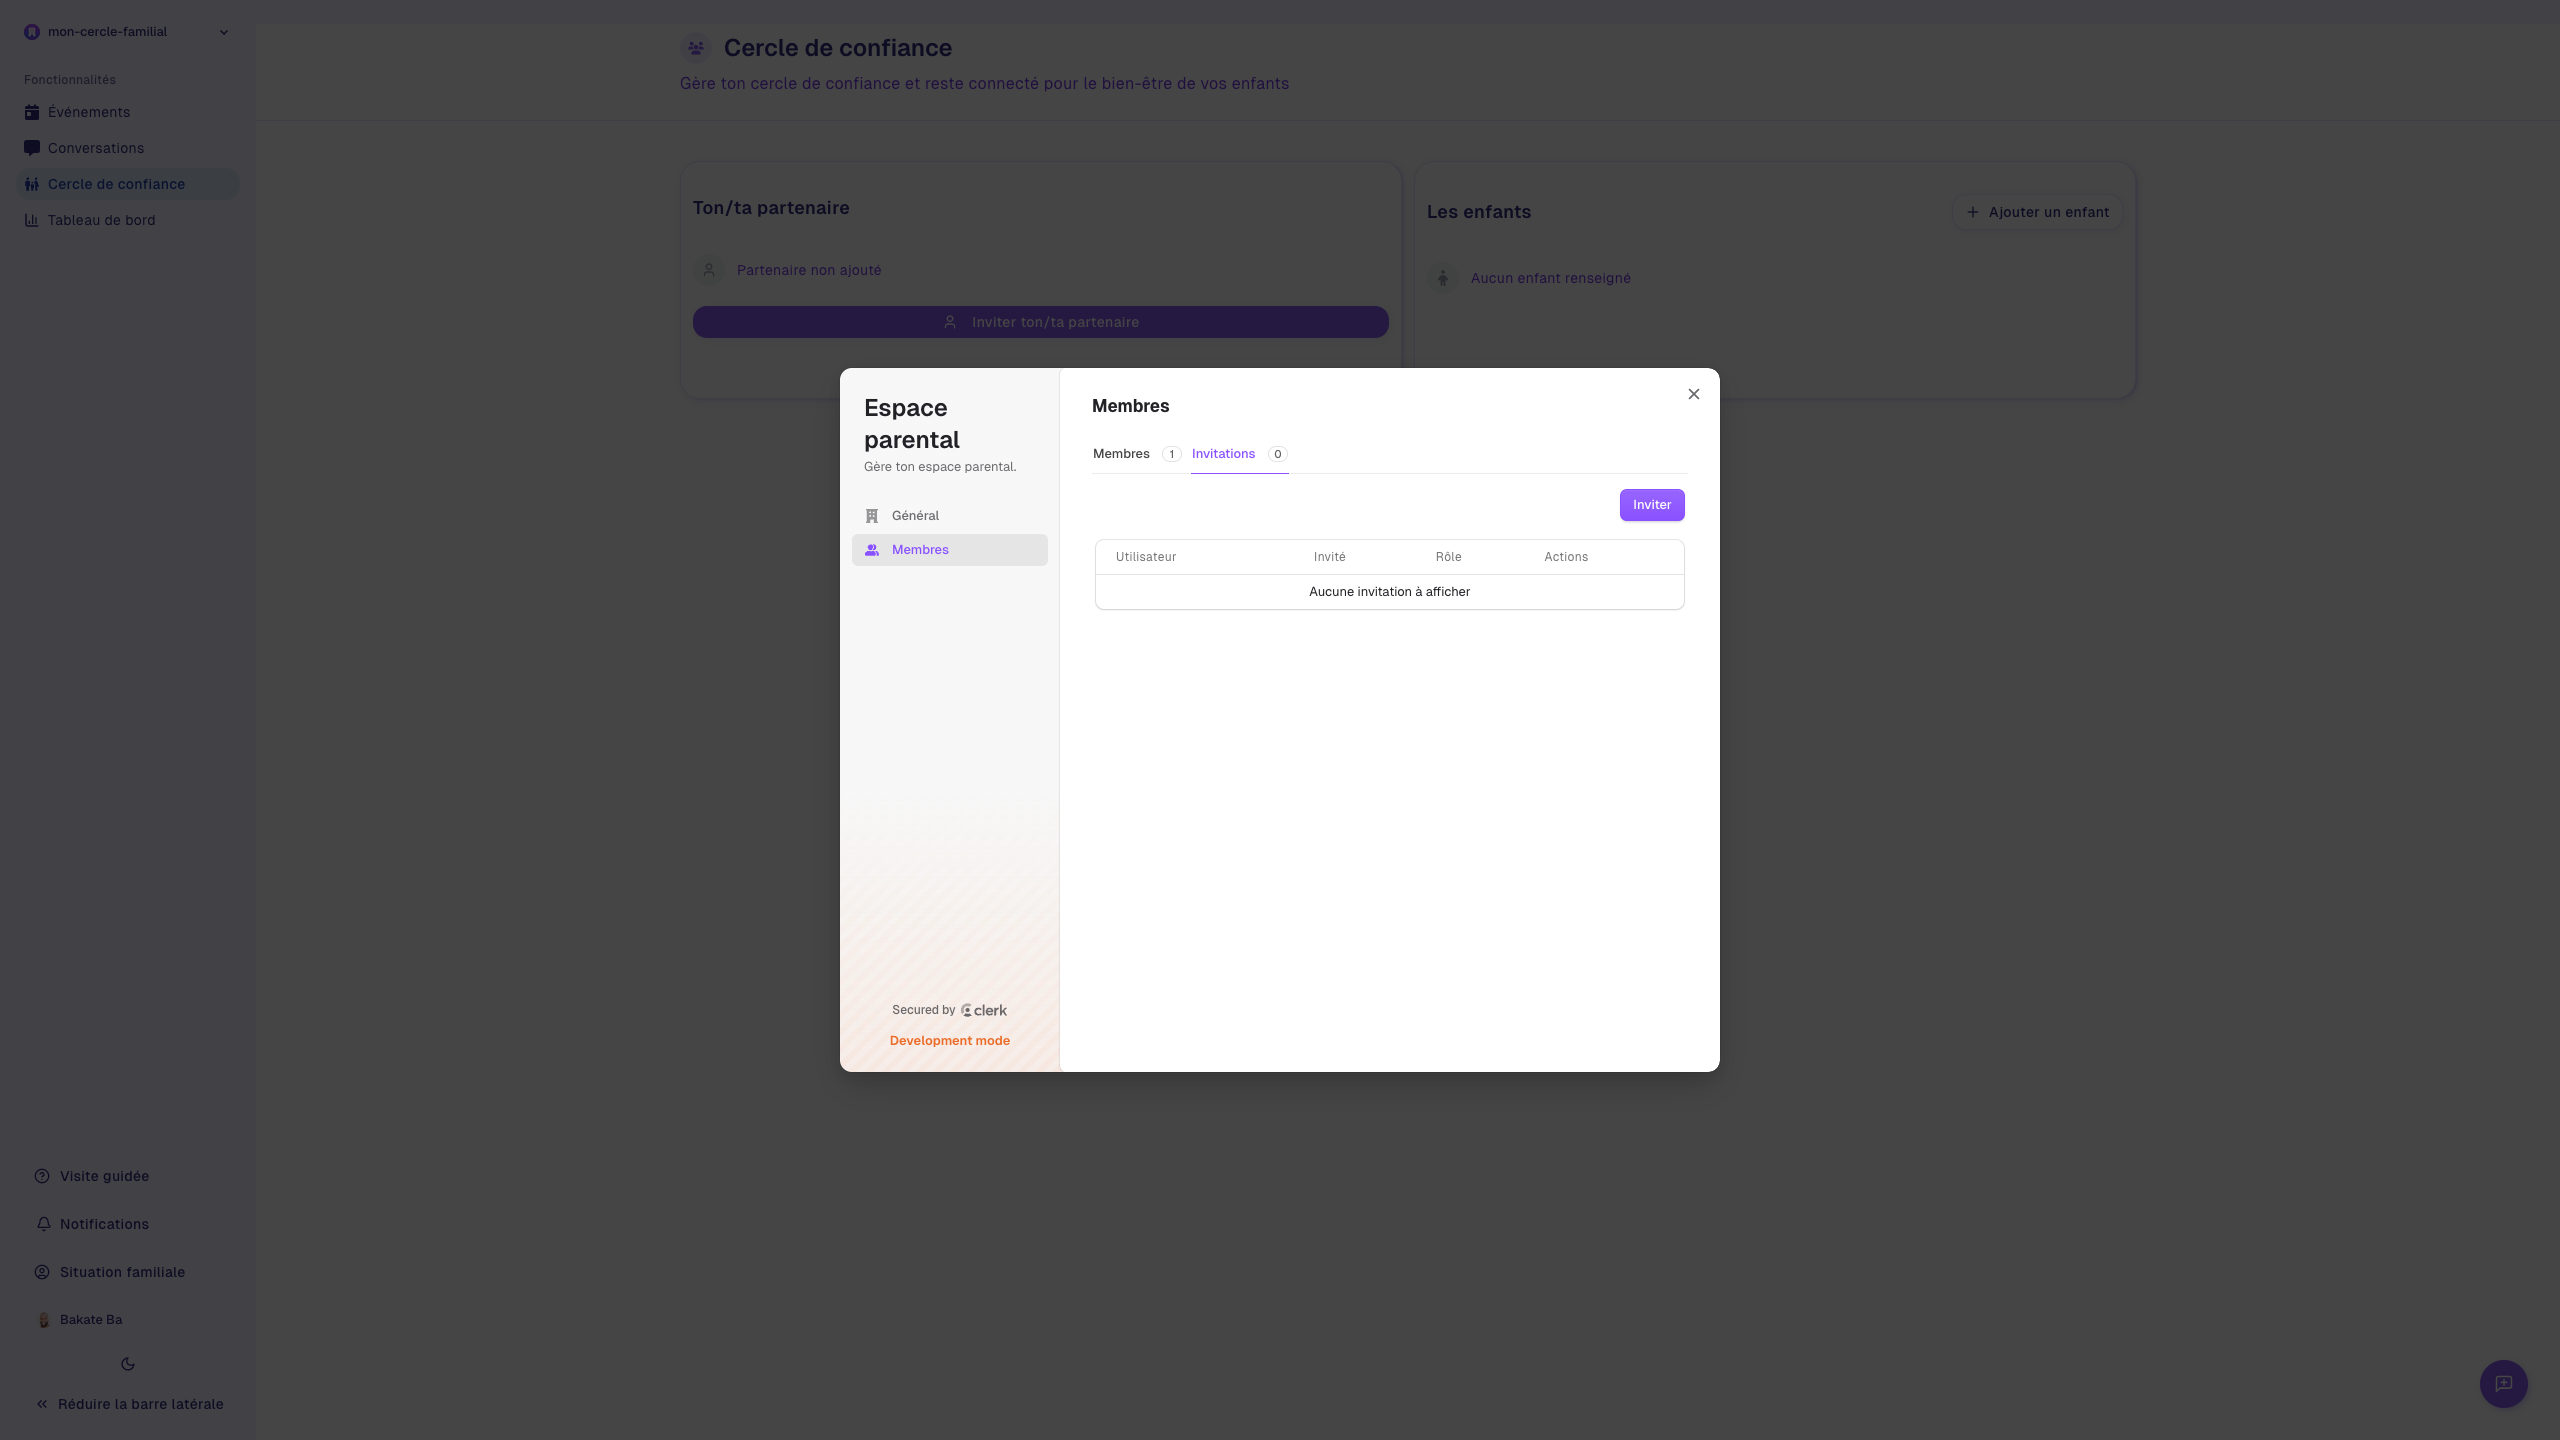 mon-cercle-familial
Fonctionnalités
Événements
Conversations
Cercle de confiance
Tableau de bord
Cercle de confiance
Gère ton cercle de confiance et reste connecté pour le bien-être de vos enfants
Ton/ta partenaire
Partenaire non ajouté
Inviter ton/ta partenaire
Les enfants
Ajouter un enfant
Aucun enfant renseigné
Espace
parental
Gère ton espace parental.
Général
Membres
Secured by clerk
Development mode
Membres
Membres 1 Invitations 0
Inviter
Utilisateur Invité Rôle Actions
Aucune invitation à afficher
Visite guidée
Notifications
Situation familiale
Bakate Ba
Réduire la barre latérale